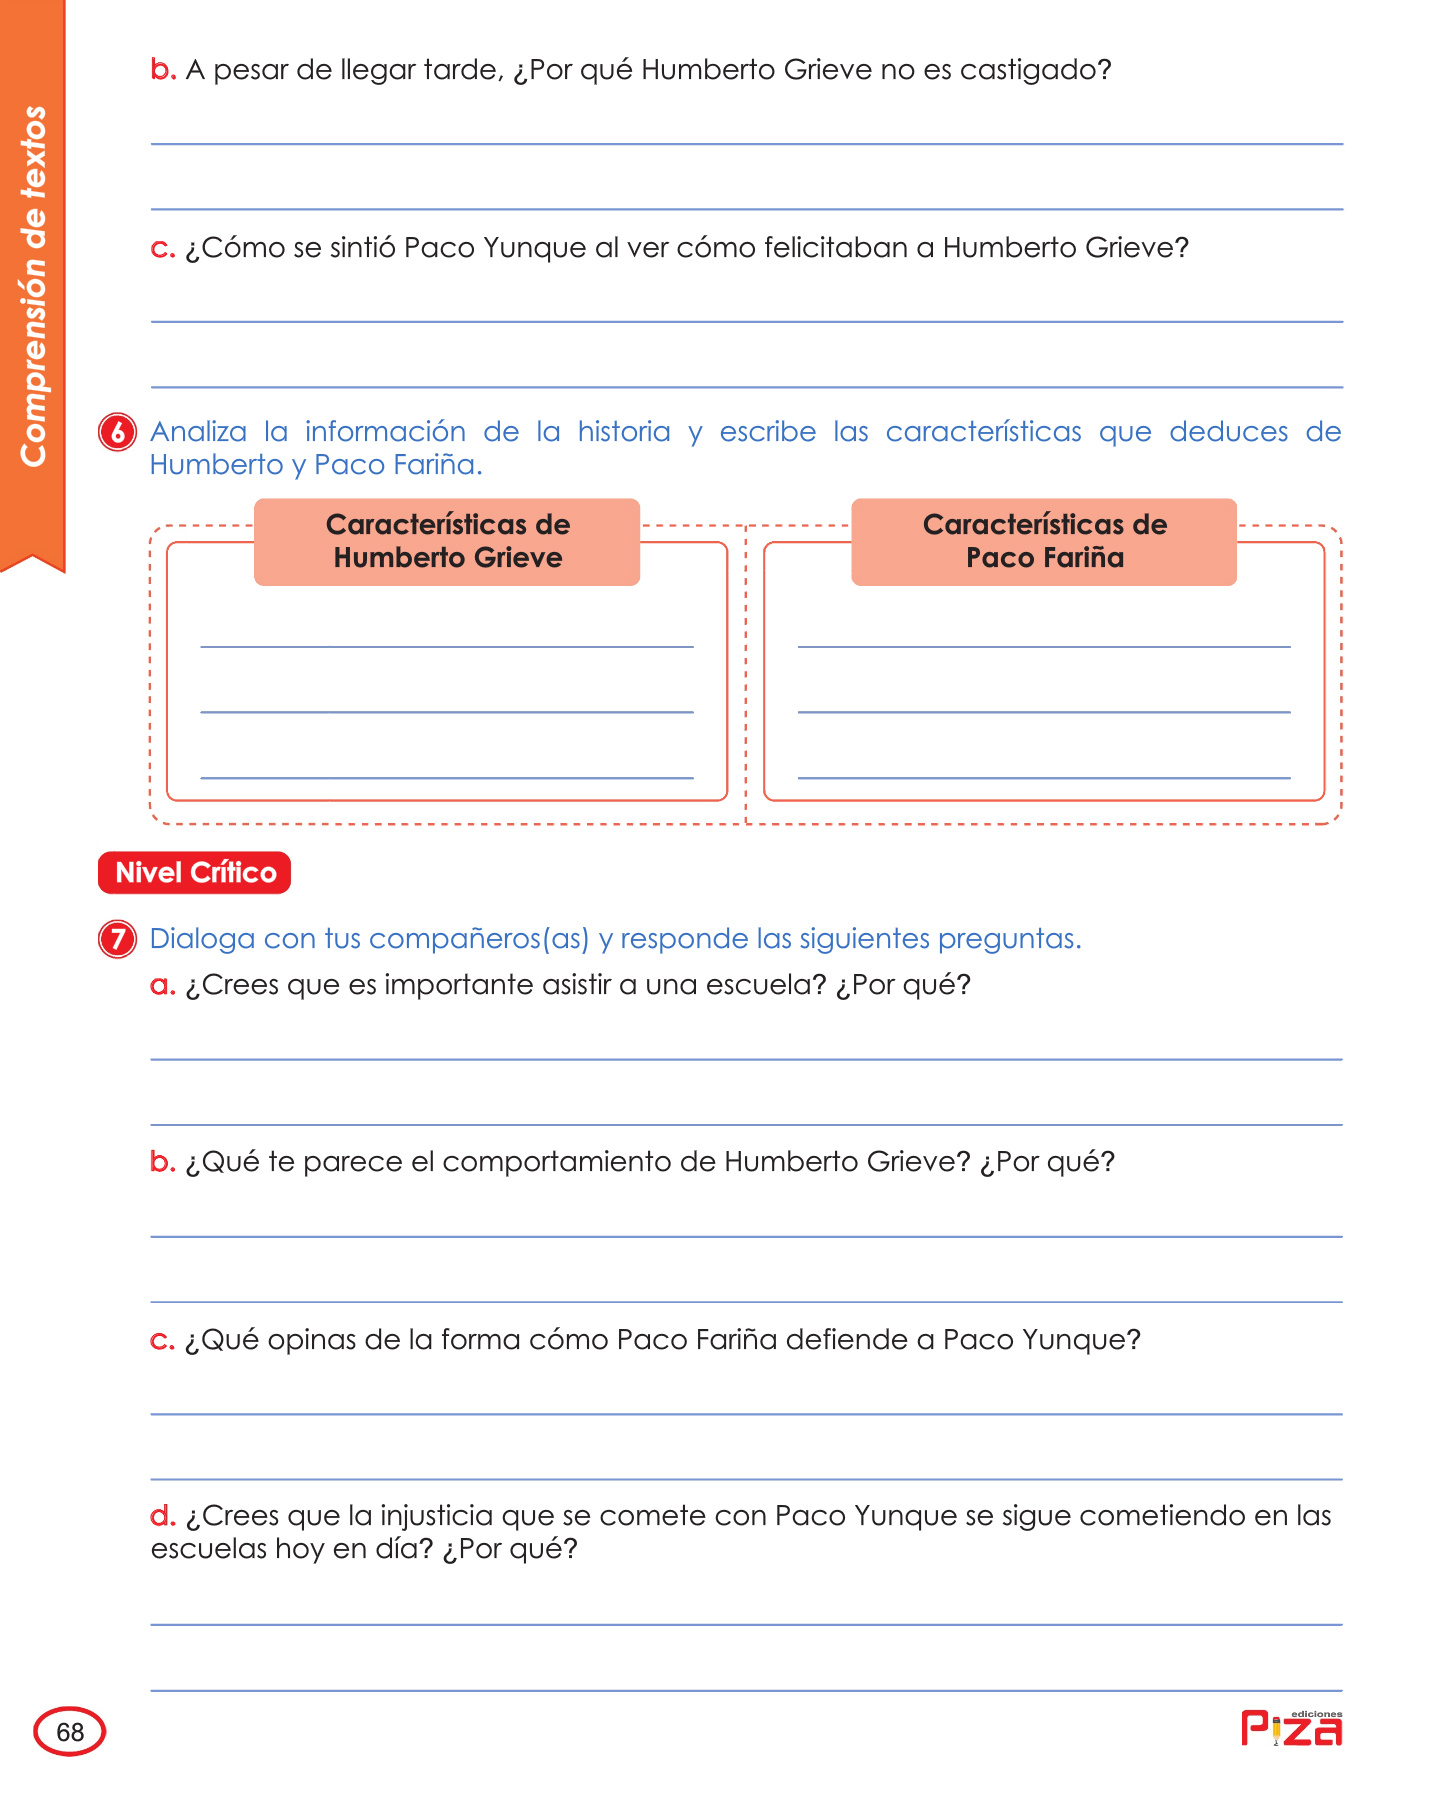 Comprensión de textos
b. A pesar de llegar tarde, ¿Por qué Humberto Grieve no es castigado?
c. ¿Cómo se sintió Paco Yunque al ver cómo felicitaban a Humberto Grieve?
6 Analiza la información de la historia y escribe las características que deduces de
Humberto y Paco Fariña.
Características de
Humberto Grieve
Características de
Paco Fariña
Nivel Crítico
7 Dialoga con tus compañeros(as) y responde las siguientes preguntas.
a. ¿Crees que es importante asistir a una escuela? ¿Por qué?
b. ¿Qué te parece el comportamiento de Humberto Grieve? ¿Por qué?
c. ¿Qué opinas de la forma cómo Paco Fariña defiende a Paco Yunque?
d. ¿Crees que la injusticia que se comete con Paco Yunque se sigue cometiendo en las
escuelas hoy en día? ¿Por qué?
68
ediciones
Piza